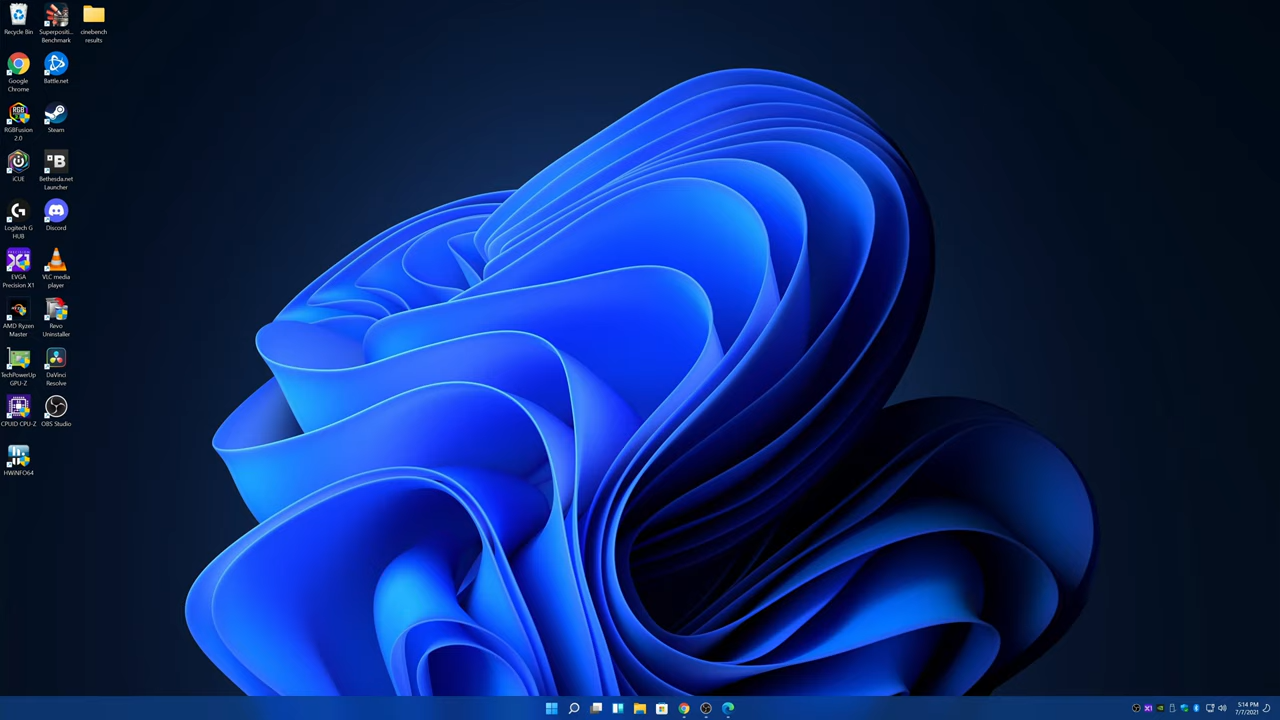 Recycle Bin
Superpositi...
Benchmark
cinebench
results
Google
Chrome
Battle.net
RGBFusion
2.0
Steam
iCUE
Bethesda.net
Launcher
Logitech G
HUB
Discord
EVGA
Precision X1
VLC media
player
AMD Ryzen
Master
Revo
Uninstaller
TechPowerUp
GPU-Z
DaVinci
Resolve
CPUID CPU-Z
OBS Studio
HWiNFO64
5:14 PM
7/7/2021